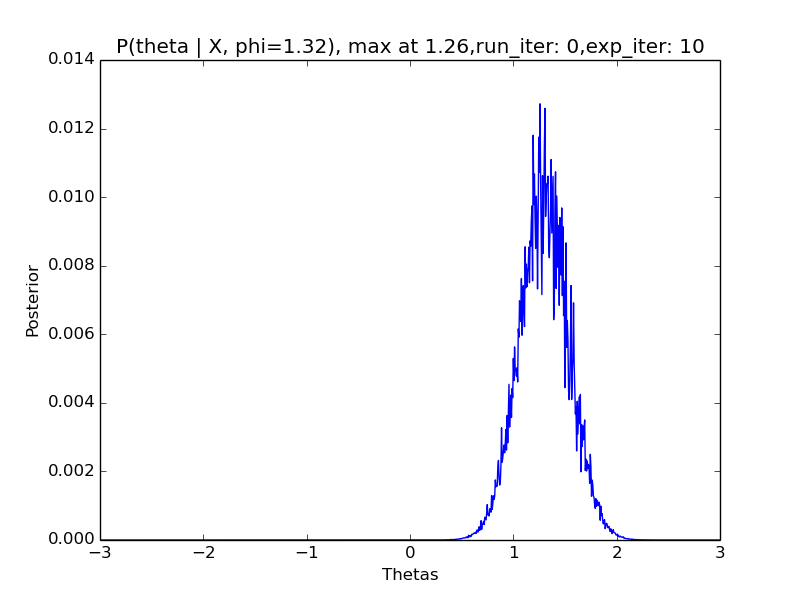 P(theta | X, phi=1.32), max at 1.26,run_iter: 0,exp_iter: 10
0.014
0.012
0.010
0.008
0.006
0.004
0.002
0.000
Posterior
−3 −2 −1 0 1 2 3
Thetas